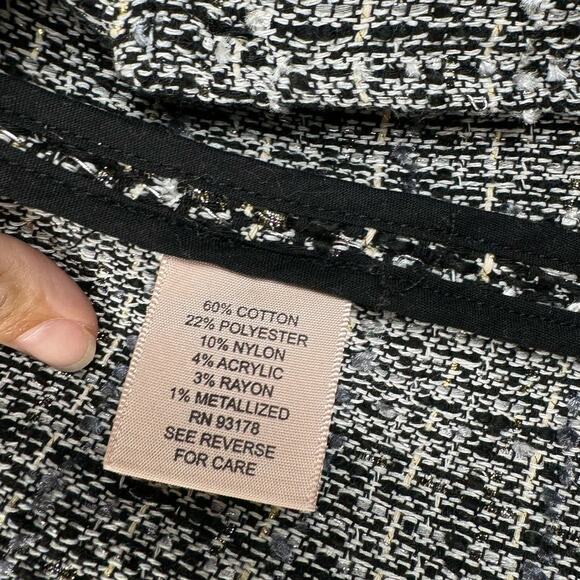 60% COTTON
22% POLYESTER
10% NYLON
4% ACRYLIC
3% RAYON
1% METALLIZED
RN 93178
SEE REVERSE
FOR CARE